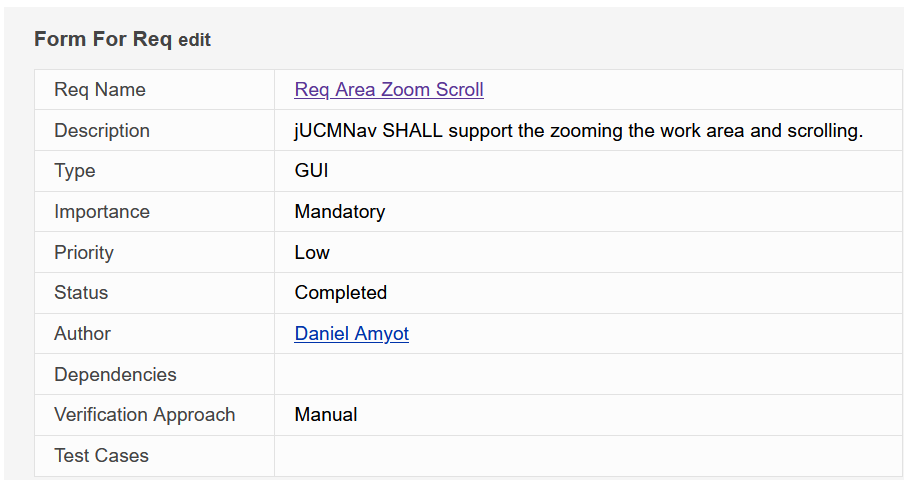 Form For Req edit
Req Name Req Area Zoom Scroll
Description jUCMNav SHALL support the zooming the work area and scrolling.
Type GUI
Importance Mandatory
Priority Low
Status Completed
Author Daniel Amyot
Dependencies
Verification Approach Manual
Test Cases